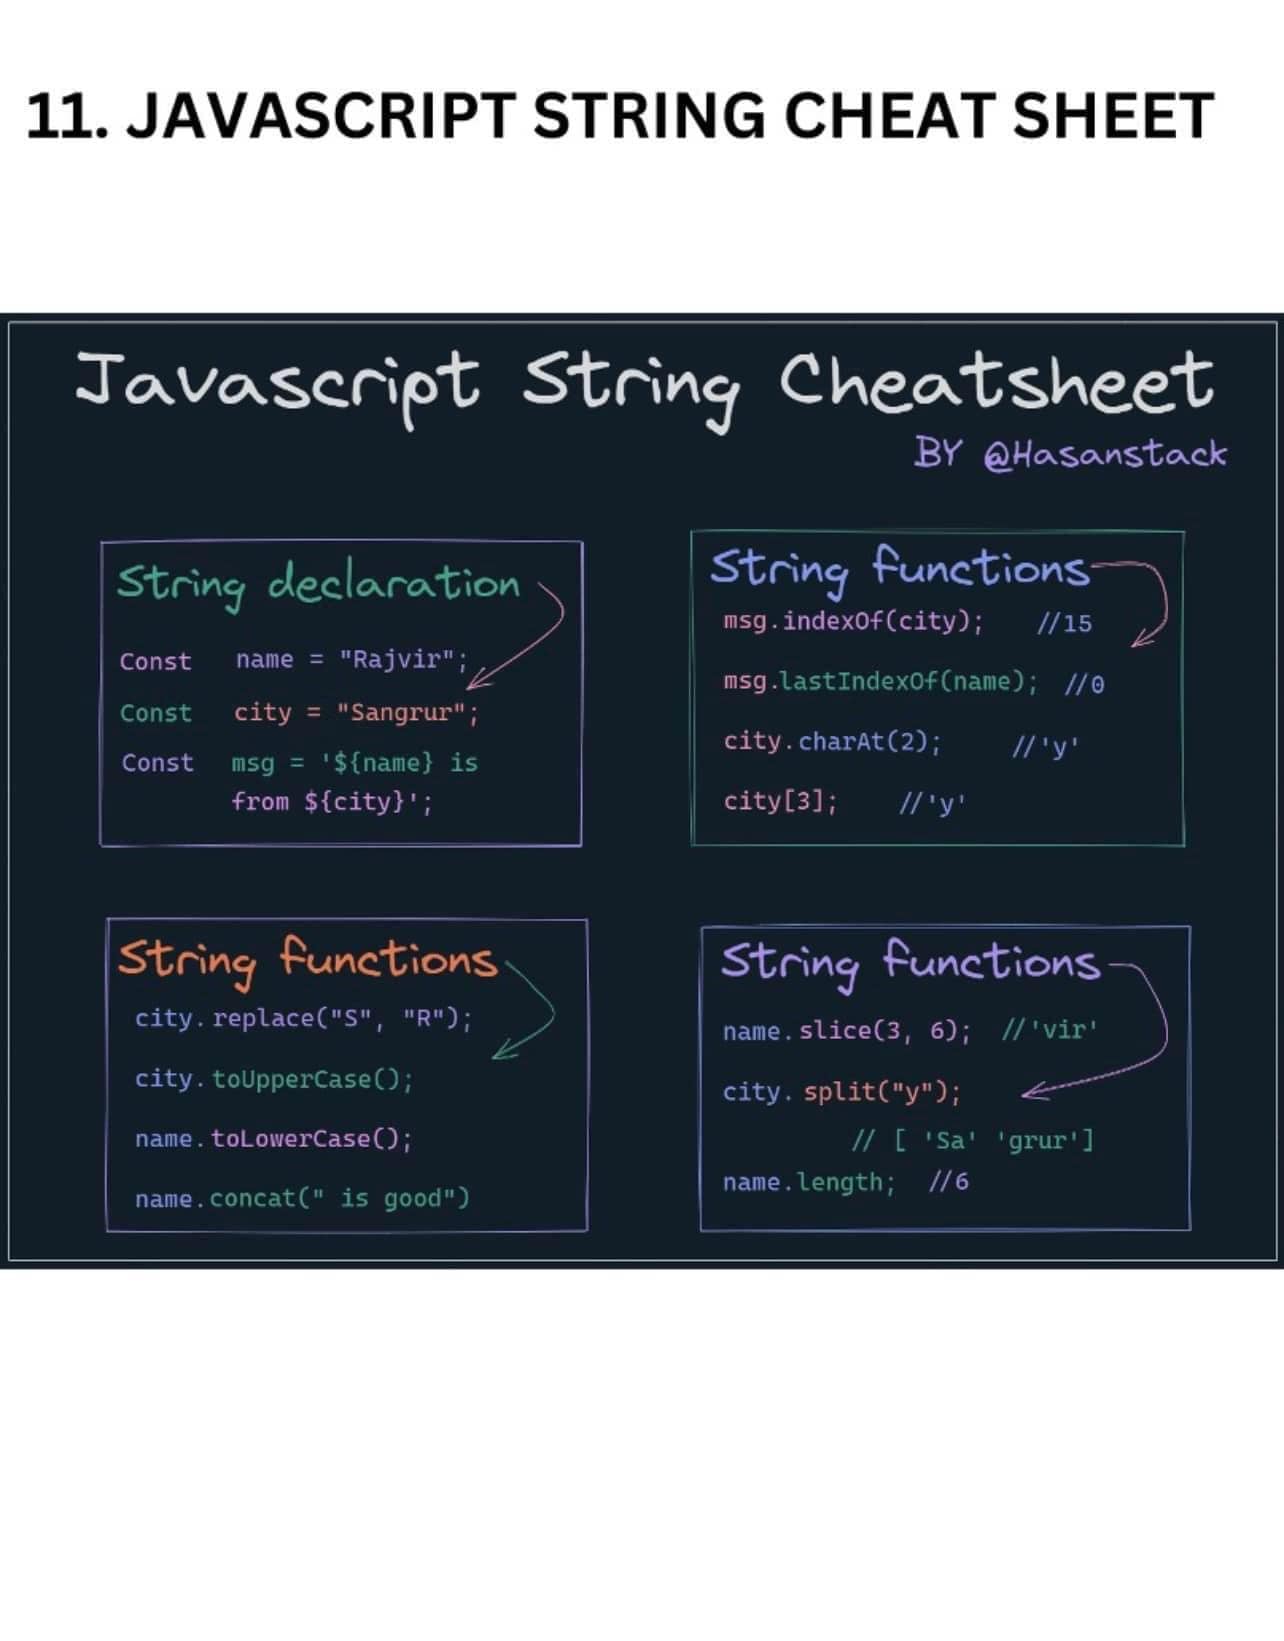 11. JAVASCRIPT STRING CHEAT SHEET
Javascript String Cheatsheet
BY @Hasanstack
String declaration
Const name = "Rajvir";
Const city = "Sangrur";
Const msg = '${name} is
from ${city}';
String functions
msg.indexOf(city); //15
msg.lastIndexOf(name); //0
city.charAt(2); //'y'
city[3]; //'y'
String functions
city.replace("S", "R");
city.toUpperCase();
name.toLowerCase();
name.concat(" is good")
String functions
name.slice(3, 6); //'vir'
city. split("y");
// [ 'Sa' 'grur']
name.length; //6